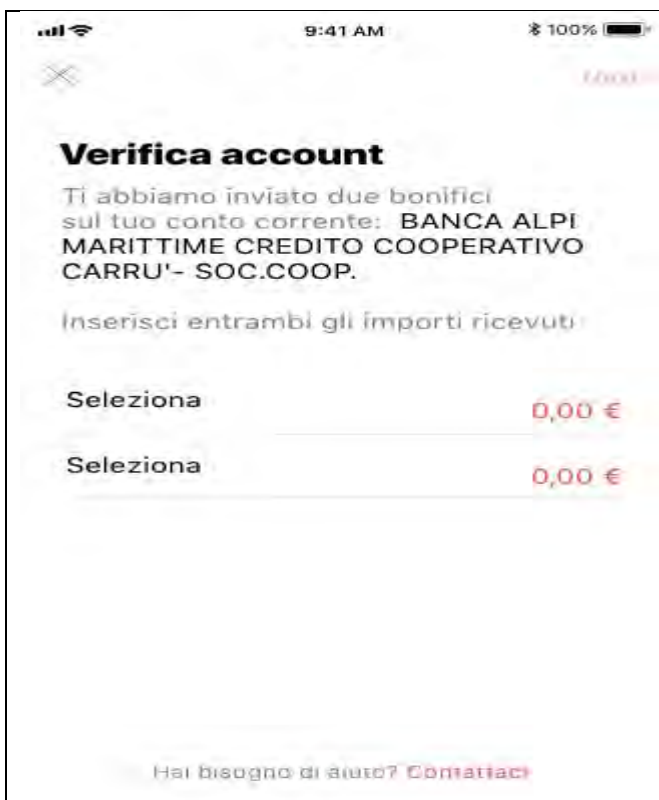 9:41 AM
100%
Verifica account
Ti abbiamo inviato due bonifici
sul tuo conto corrente: BANCA ALPI
MARITTIME CREDITO COOPERATIVO
CARRU'- SOC.COOP.
Inserisci entrambi gli importi ricevuti
Seleziona
0,00 €
Seleziona
0,00 €
Hai bisogno di aiuto? Contattaci